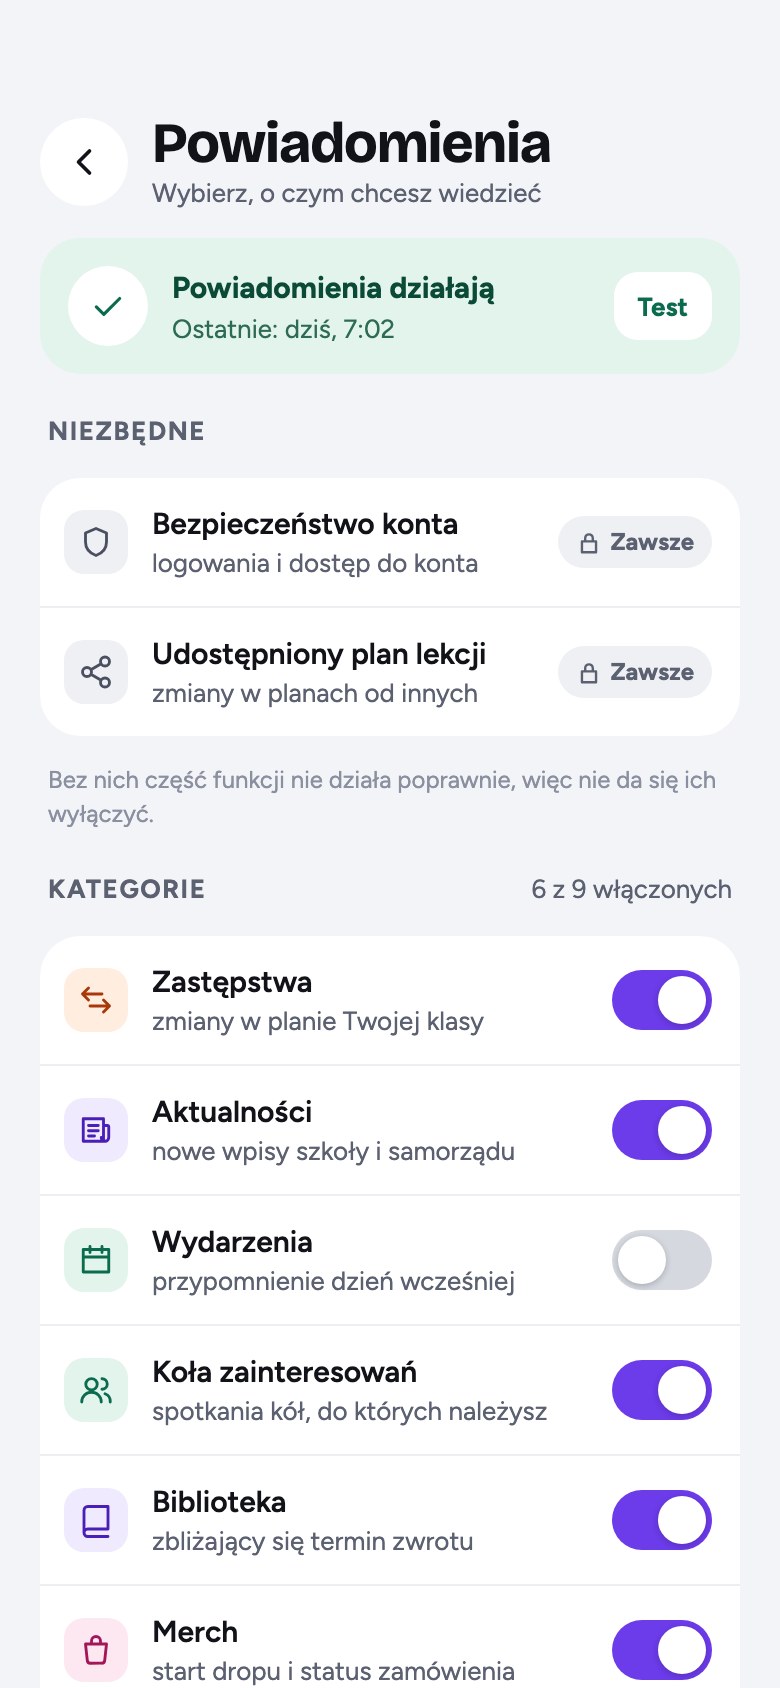 Powiadomienia
Wybierz, o czym chcesz wiedzieć
Powiadomienia działają
Ostatnie: dziś, 7:02
Test
NIEZBĘDNE
Bezpieczeństwo konta
logowania i dostęp do konta
Zawsze
Udostępniony plan lekcji
zmiany w planach od innych
Zawsze
Bez nich część funkcji nie działa poprawnie, więc nie da się ich
wyłączyć.
KATEGORIE
6 z 9 włączonych
Zastępstwa
zmiany w planie Twojej klasy
Aktualności
nowe wpisy szkoły i samorządu
Wydarzenia
przypomnienie dzień wcześniej
Koła zainteresowań
spotkania kół, do których należysz
Biblioteka
zbliżający się termin zwrotu
Merch
start dropu i status zamówienia